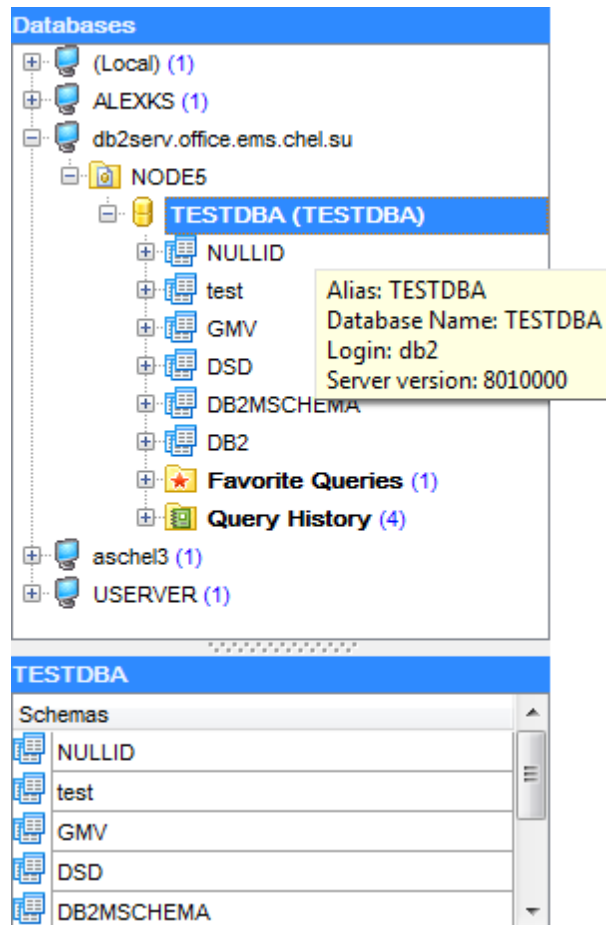 Databases
(Local) (1)
ALEXKS (1)
db2serv.office.ems.chel.su
NODE5
TESTDBA (TESTDBA)
NULLID
test
GMV
DSD
DB2MSCHEMA
DB2
Alias: TESTDBA
Database Name: TESTDBA
Login: db2
Server version: 8010000
Favorite Queries (1)
Query History (4)
aschel3 (1)
USERVER (1)
TESTDBA
Schemas
NULLID
test
GMV
DSD
DB2MSCHEMA